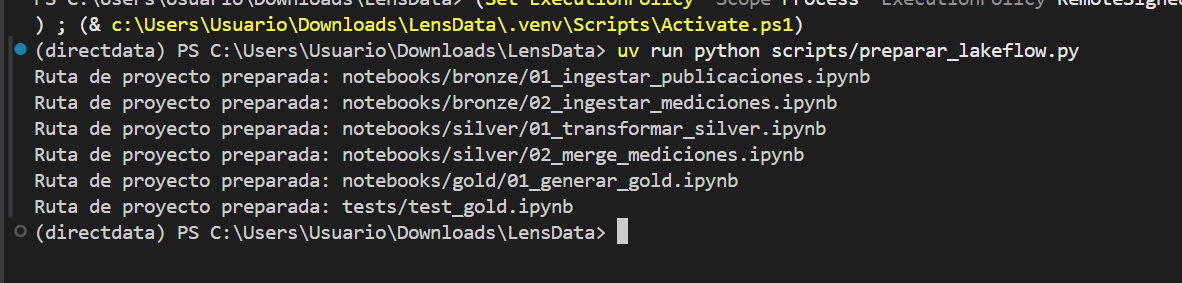 ) ; (& c:\Users\Usuario\Downloads\LensData\.venv\Scripts\Activate.ps1)
(directdata) PS C:\Users\Usuario\Downloads\LensData> uv run python scripts/preparar_lakeflow.py
Ruta de proyecto preparada: notebooks/bronze/01_ingestar_publicaciones.ipynb
Ruta de proyecto preparada: notebooks/bronze/02_ingestar_mediciones.ipynb
Ruta de proyecto preparada: notebooks/silver/01_transformar_silver.ipynb
Ruta de proyecto preparada: notebooks/silver/02_merge_mediciones.ipynb
Ruta de proyecto preparada: notebooks/gold/01_generar_gold.ipynb
Ruta de proyecto preparada: tests/test_gold.ipynb
(directdata) PS C:\Users\Usuario\Downloads\LensData>